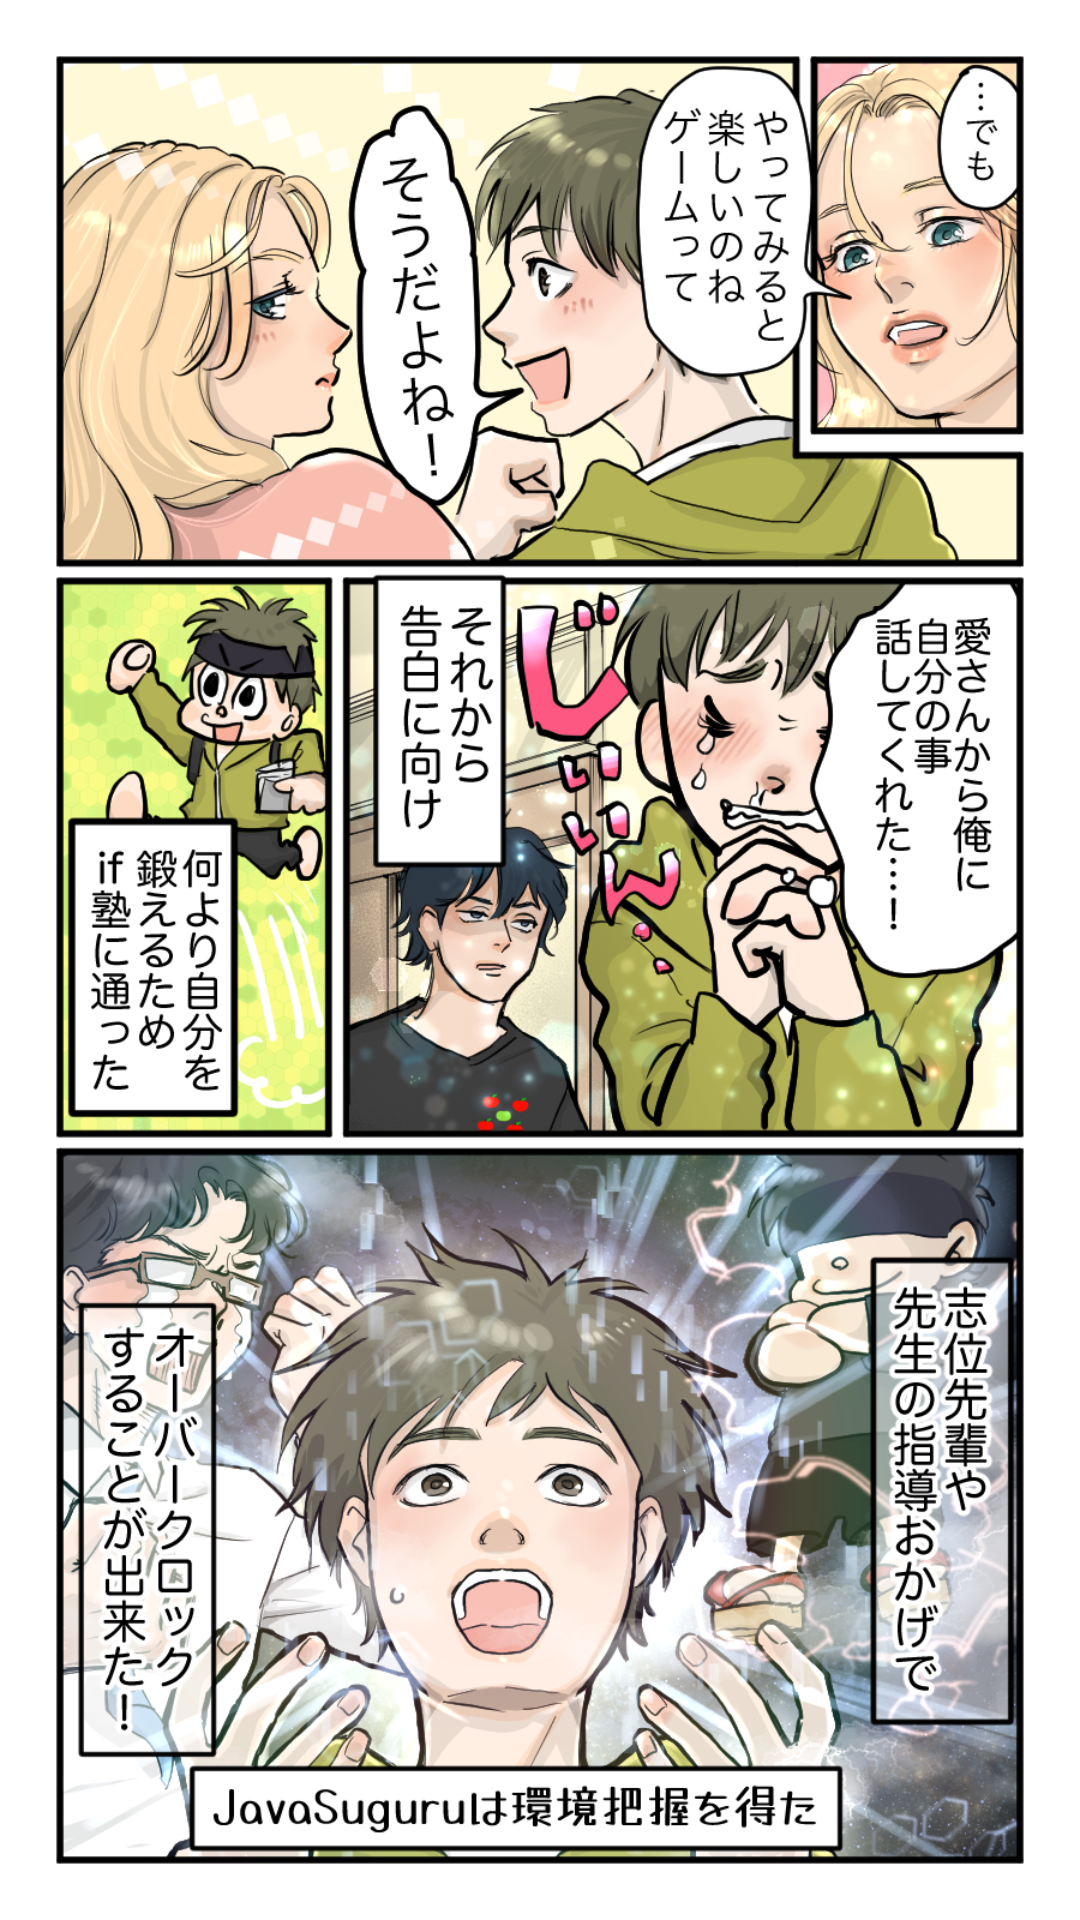 …でも
やってみると
楽しいのね
ゲームって
そうだよね！
愛さんから俺に
自分の事
話してくれた……！
じぃぃん
それから
告白に向け
何より自分を
鍛えるため
if塾に通った
志位先輩や
先生の指導おかげで
オーバークロック
することが出来た！
JavaSuguruは環境把握を得た